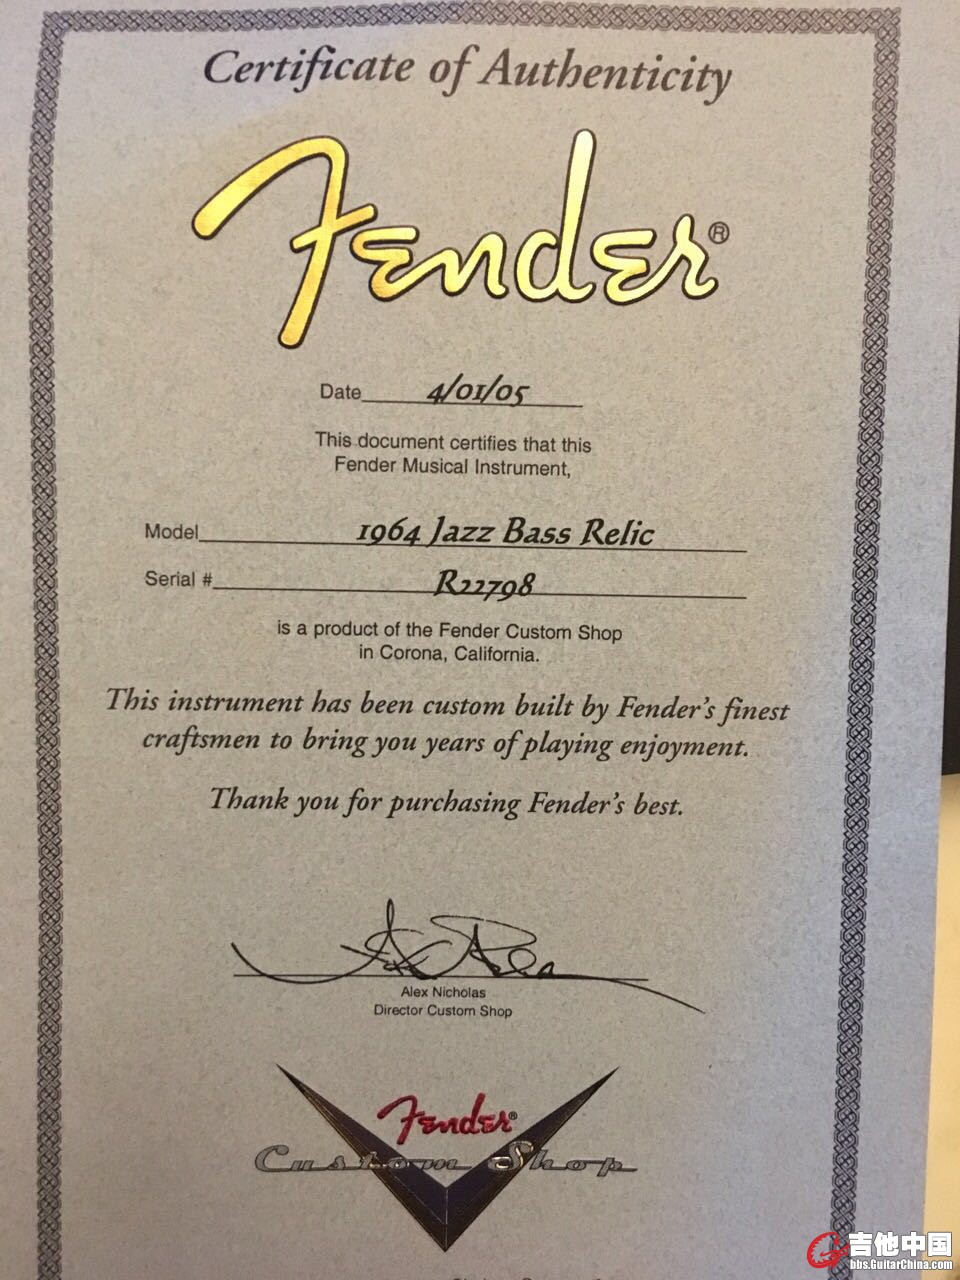 Certificate of Authenticity
Fender®
Date 4/01/05
This document certifies that this
Fender Musical Instrument,
Model 1964 Jazz Bass Relic
Serial # R22798
is a product of the Fender Custom Shop
in Corona, California.
This instrument has been custom built by Fender's finest
craftsmen to bring you years of playing enjoyment.
Thank you for purchasing Fender's best.
Alex Nicholas
Director Custom Shop
Fender®
Custom Shop
吉他中国
bbs.GuitarChina.com